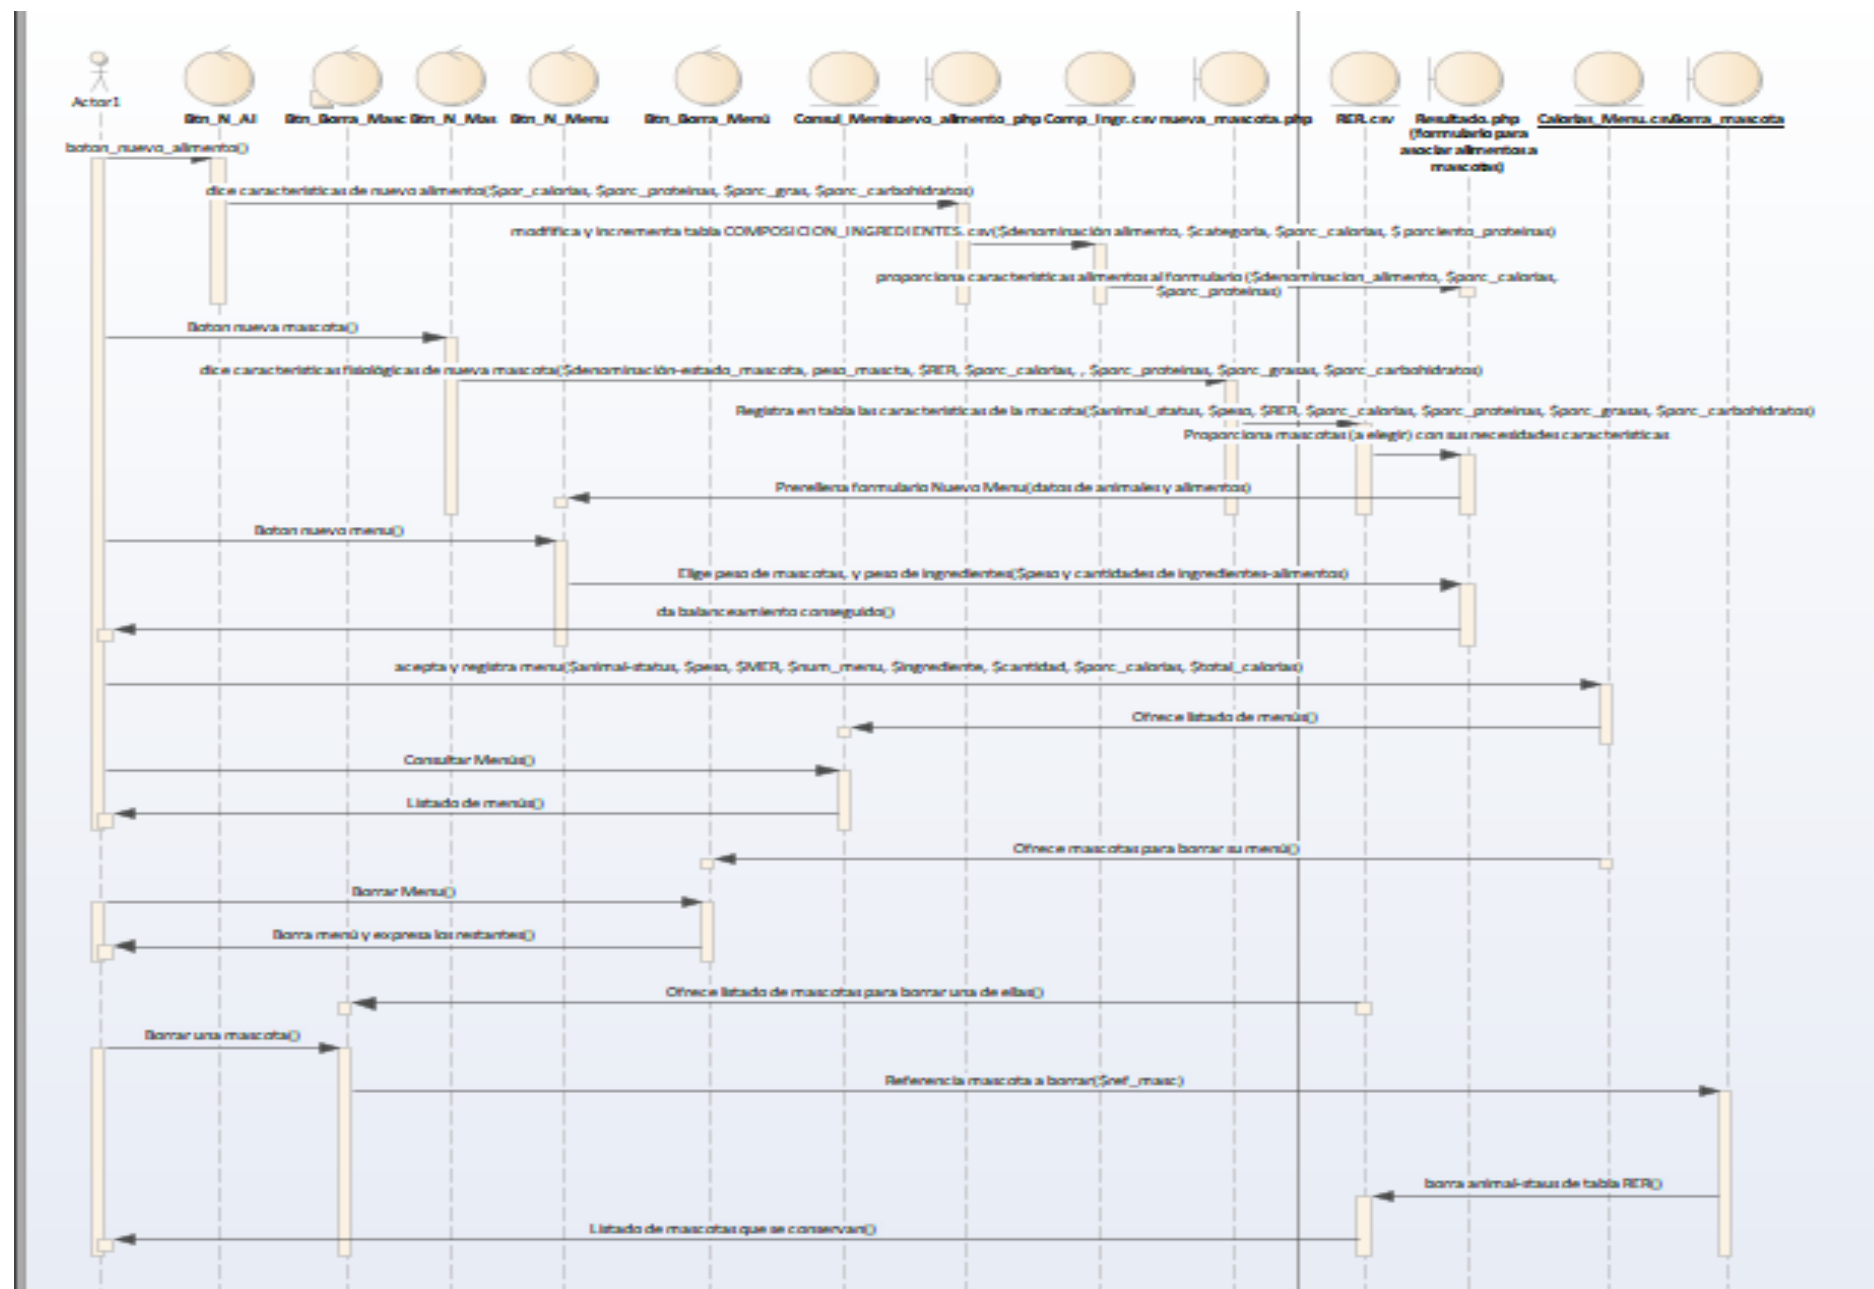 Actor1
Btn_N_Al
Btn_Borra_Masc
Btn_N_Mas
Btn_N_Menu
Btn_Borra_Menú
Consul_Menú
nuevo_alimento_php
Comp_Ingr.csv
nueva_mascota.php
RER.csv
Resultado.php
(formulario para
asociar alimentos a
mascotas)
Calorias_Menu.csv
Borra_mascota
boton_nuevo_alimento()
dice características de nuevo alimento($por_calorias, $porc_proteinas, $porc_gras, $porc_carbohidratos)
modfifica y incrementa tabla COMPOSICION_INGREDIENTES. csv($denominación alimento, $categoria, $porc_calorias, $ porciento_proteinas)
proporciona características alimentos al formulario ($denominacion_alimento, $porc_calorias,
$porc_proteinas)
Boton nueva mascota()
dice características fisiológicas de nueva mascota($denominación-estado_mascota, peso_mascta, $RER, $porc_calorias, , $porc_proteinas, $porc_grasas, $porc_carbohidratos)
Registra en tabla las características de la macota($animal_status, $peso, $RER, $porc_calorias, $porc_proteinas, $porc_grasas, $porc_carbohidratos)
Proporciona mascotas (a elegir) con sus necesidades características
Prerellena formulario Nuevo Menu(datos de animales y alimentos)
Boton nuevo menu()
Elige peso de mascotas, y peso de ingredientes($peso y cantidades de ingredientes-alimentos)
da balanceamiento conseguido()
acepta y registra menu($animal-status, $peso, $MER, $num_menu, $ingrediente, $cantidad, $porc_calorias, $total_calorias)
Ofrece listado de menús()
Consultar Menús()
Listado de menús()
Ofrece mascotas para borrar su menú()
Borrar Menu()
Borra menú y expresa los restantes()
Ofrece listado de mascotas para borrar una de ellas()
Borrar una mascota()
Referencia mascota a borrar($ref_masc)
borra animal-staus de tabla RER()
Listado de mascotas que se conservan()